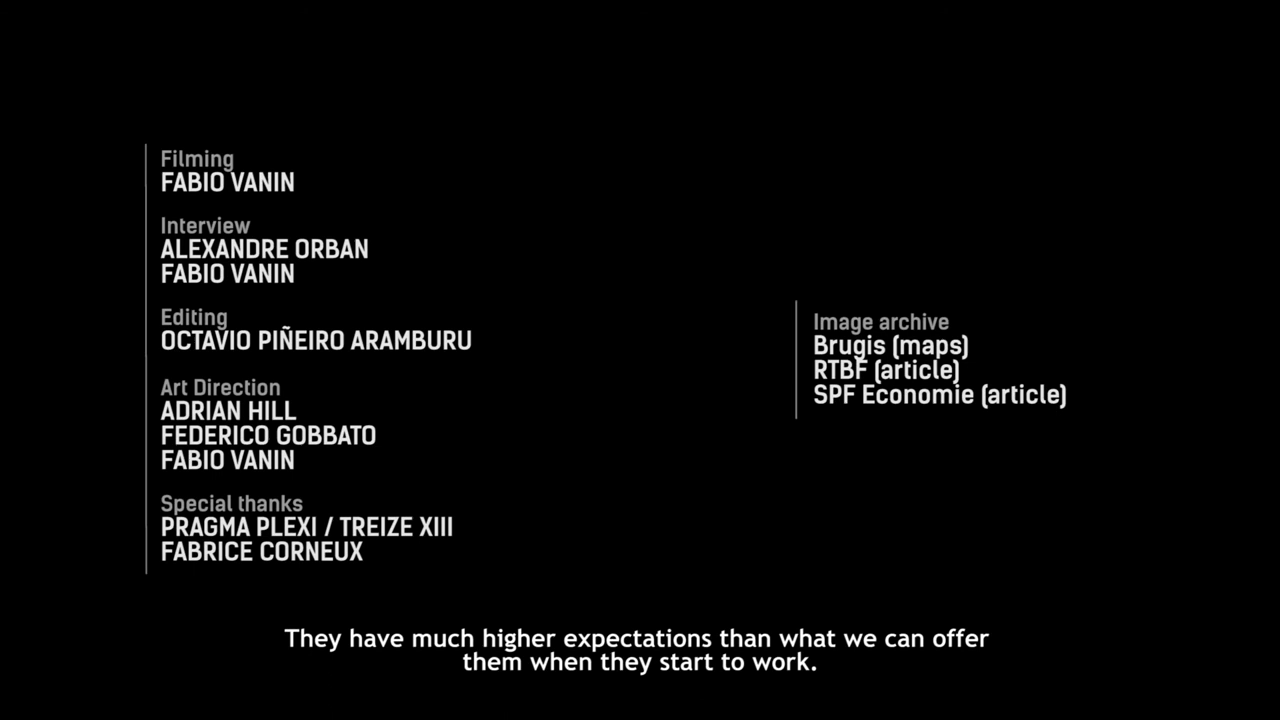 Filming
FABIO VANIN
Interview
ALEXANDRE ORBAN
FABIO VANIN
Editing
OCTAVIO PIÑEIRO ARAMBURU
Art Direction
ADRIAN HILL
FEDERICO GOBBATO
FABIO VANIN
Special thanks
PRAGMA PLEXI / TREIZE XIII
FABRICE CORNEUX
Image archive
Brugis (maps)
RTBF (article)
SPF Economie (article)
They have much higher expectations than what we can offer
them when they start to work.